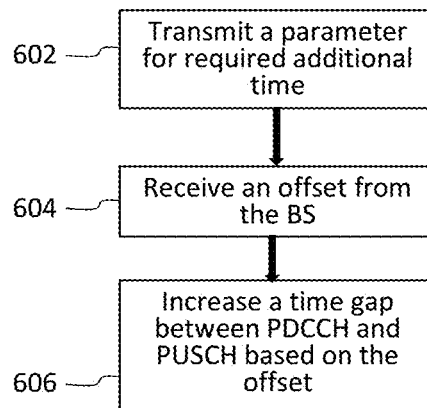 602
Transmit a parameter
for required additional
time
604
Receive an offset from
the BS
606
Increase a time gap
between PDCCH and
PUSCH based on the
offset